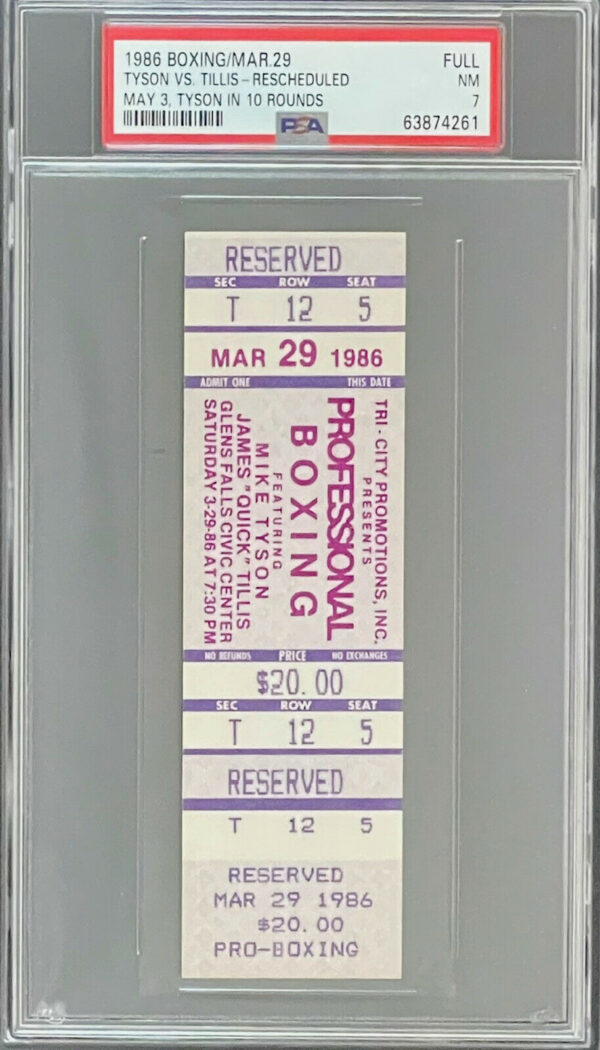 1986 BOXING/MAR.29 FULL
TYSON VS. TILLIS-RESCHEDULED NM
MAY 3, TYSON IN 10 ROUNDS 7
PSA 63874261
RESERVED
SEC ROW SEAT
T 12 5
MAR 29 1986
ADMIT ONE THIS DATE
TRI-CITY PROMOTIONS, INC.
PRESENTS
PROFESSIONAL
BOXING
FEATURING
MIKE TYSON
JAMES "QUICK" TILLIS
GLENS FALLS CIVIC CENTER
SATURDAY 3-29-86 AT 7:30 PM
NO REFUNDS PRICE NO EXCHANGES
$20.00
SEC ROW SEAT
T 12 5
RESERVED
T 12 5
RESERVED
MAR 29 1986
$20.00
PRO-BOXING